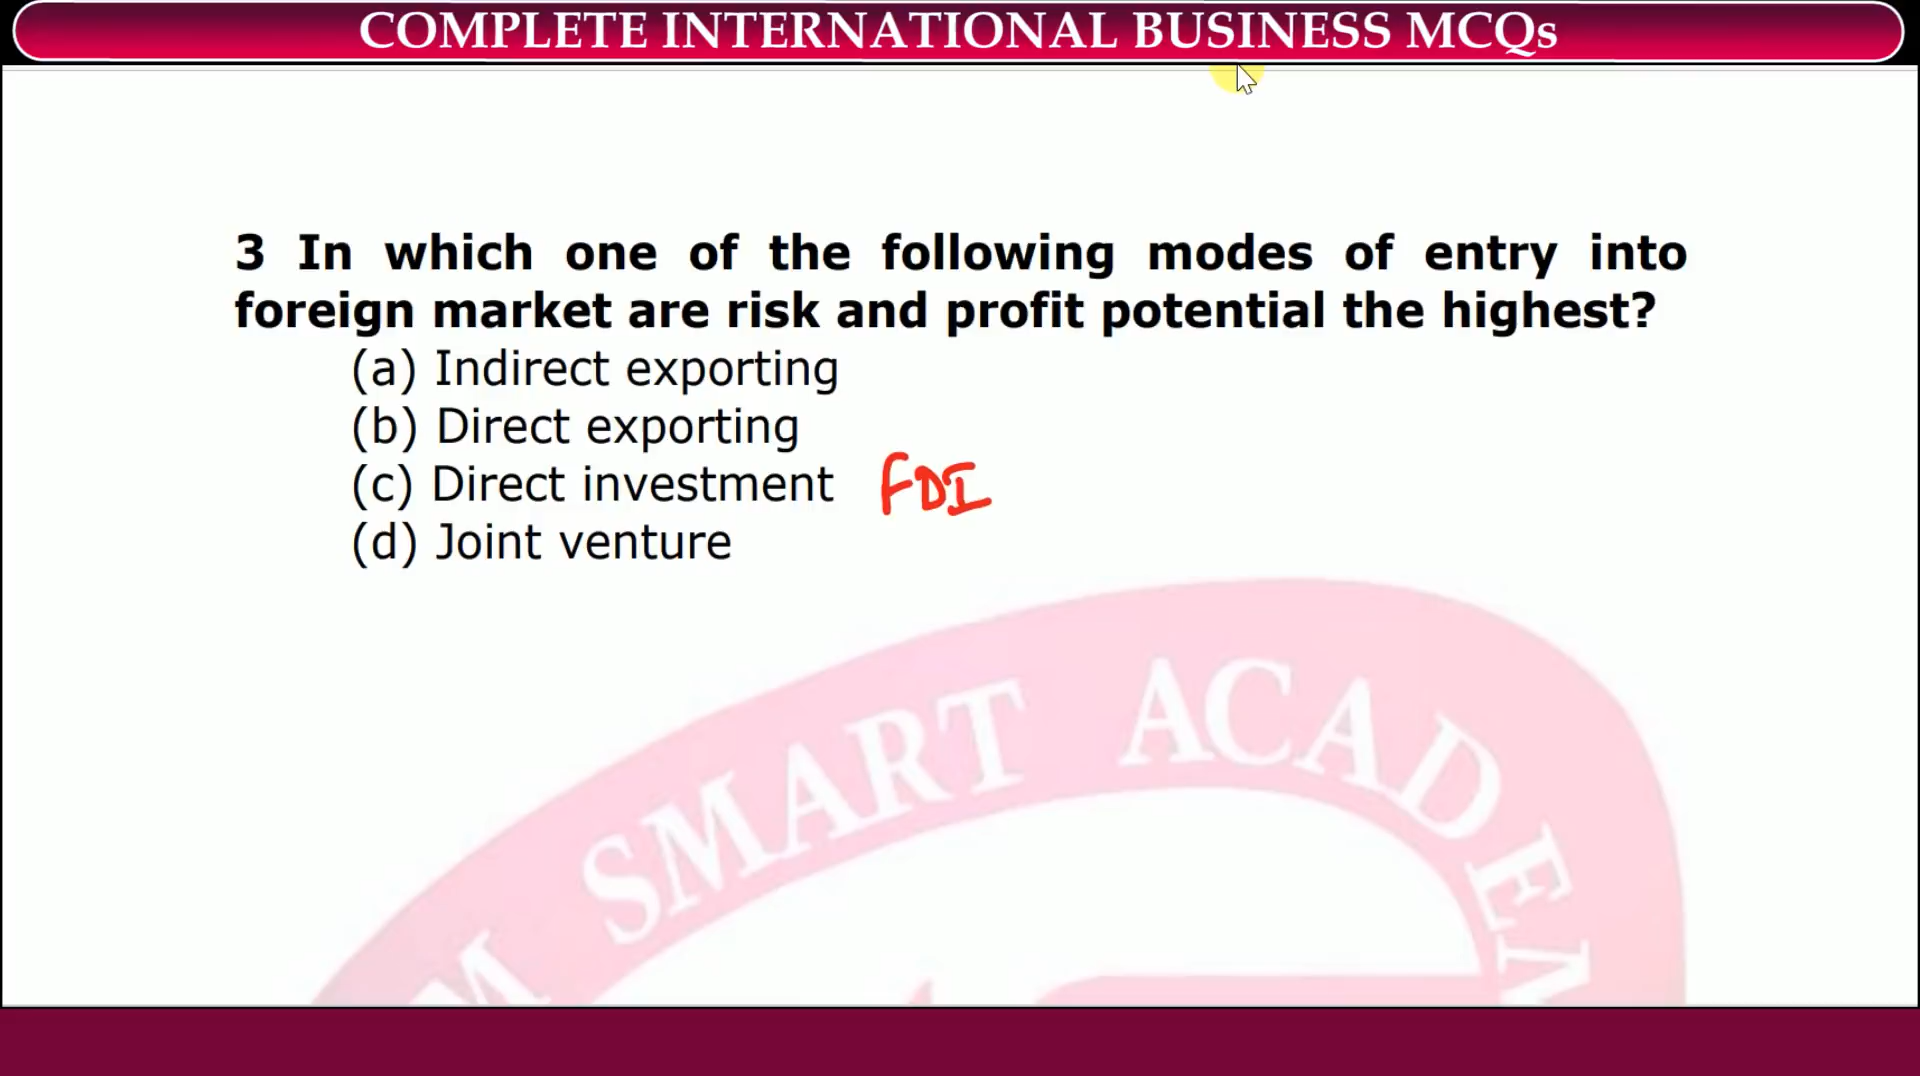 COMPLETE INTERNATIONAL BUSINESS MCQs
3 In which one of the following modes of entry into
foreign market are risk and profit potential the highest?
(a) Indirect exporting
(b) Direct exporting
(c) Direct investment FDI
(d) Joint venture
M SMART ACADEM